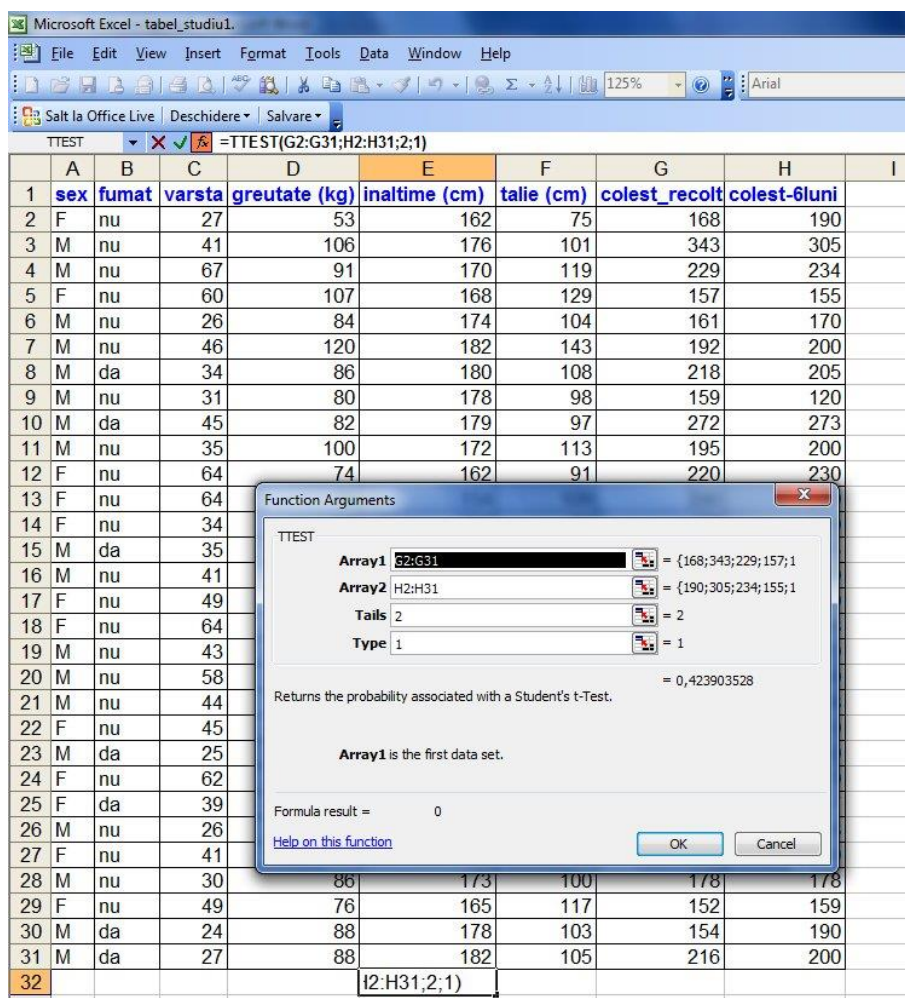 Microsoft Excel - tabel_studiu1.
File Edit View Insert Format Tools Data Window Help
125% Arial
Salt la Office Live Deschidere Salvare
TTEST =TTEST(G2:G31;H2:H31;2;1)
A B C D E F G H I
1 sex fumat varsta greutate (kg) inaltime (cm) talie (cm) colest_recolt colest-6luni
2 F nu 27 53 162 75 168 190
3 M nu 41 106 176 101 343 305
4 M nu 67 91 170 119 229 234
5 F nu 60 107 168 129 157 155
6 M nu 26 84 174 104 161 170
7 M nu 46 120 182 143 192 200
8 M da 34 86 180 108 218 205
9 M nu 31 80 178 98 159 120
10 M da 45 82 179 97 272 273
11 M nu 35 100 172 113 195 200
12 F nu 64 74 162 91 220 230
13 F nu 64
14 F nu 34
15 M da 35
16 M nu 41
17 F nu 49
18 F nu 64
19 M nu 43
20 M nu 58
21 M nu 44
22 F nu 45
23 M da 25
24 F nu 62
25 F da 39
26 M nu 26
27 F nu 41
28 M nu 30 86 173 100 178 178
29 F nu 49 76 165 117 152 159
30 M da 24 88 178 103 154 190
31 M da 27 88 182 105 216 200
32 H2:H31;2;1)
Function Arguments
TTEST
Array1 G2:G31 = {168;343;229;157;1
Array2 H2:H31 = {190;305;234;155;1
Tails 2 = 2
Type 1 = 1
= 0,423903528
Returns the probability associated with a Student's t-Test.
Array1 is the first data set.
Formula result = 0
Help on this function OK Cancel